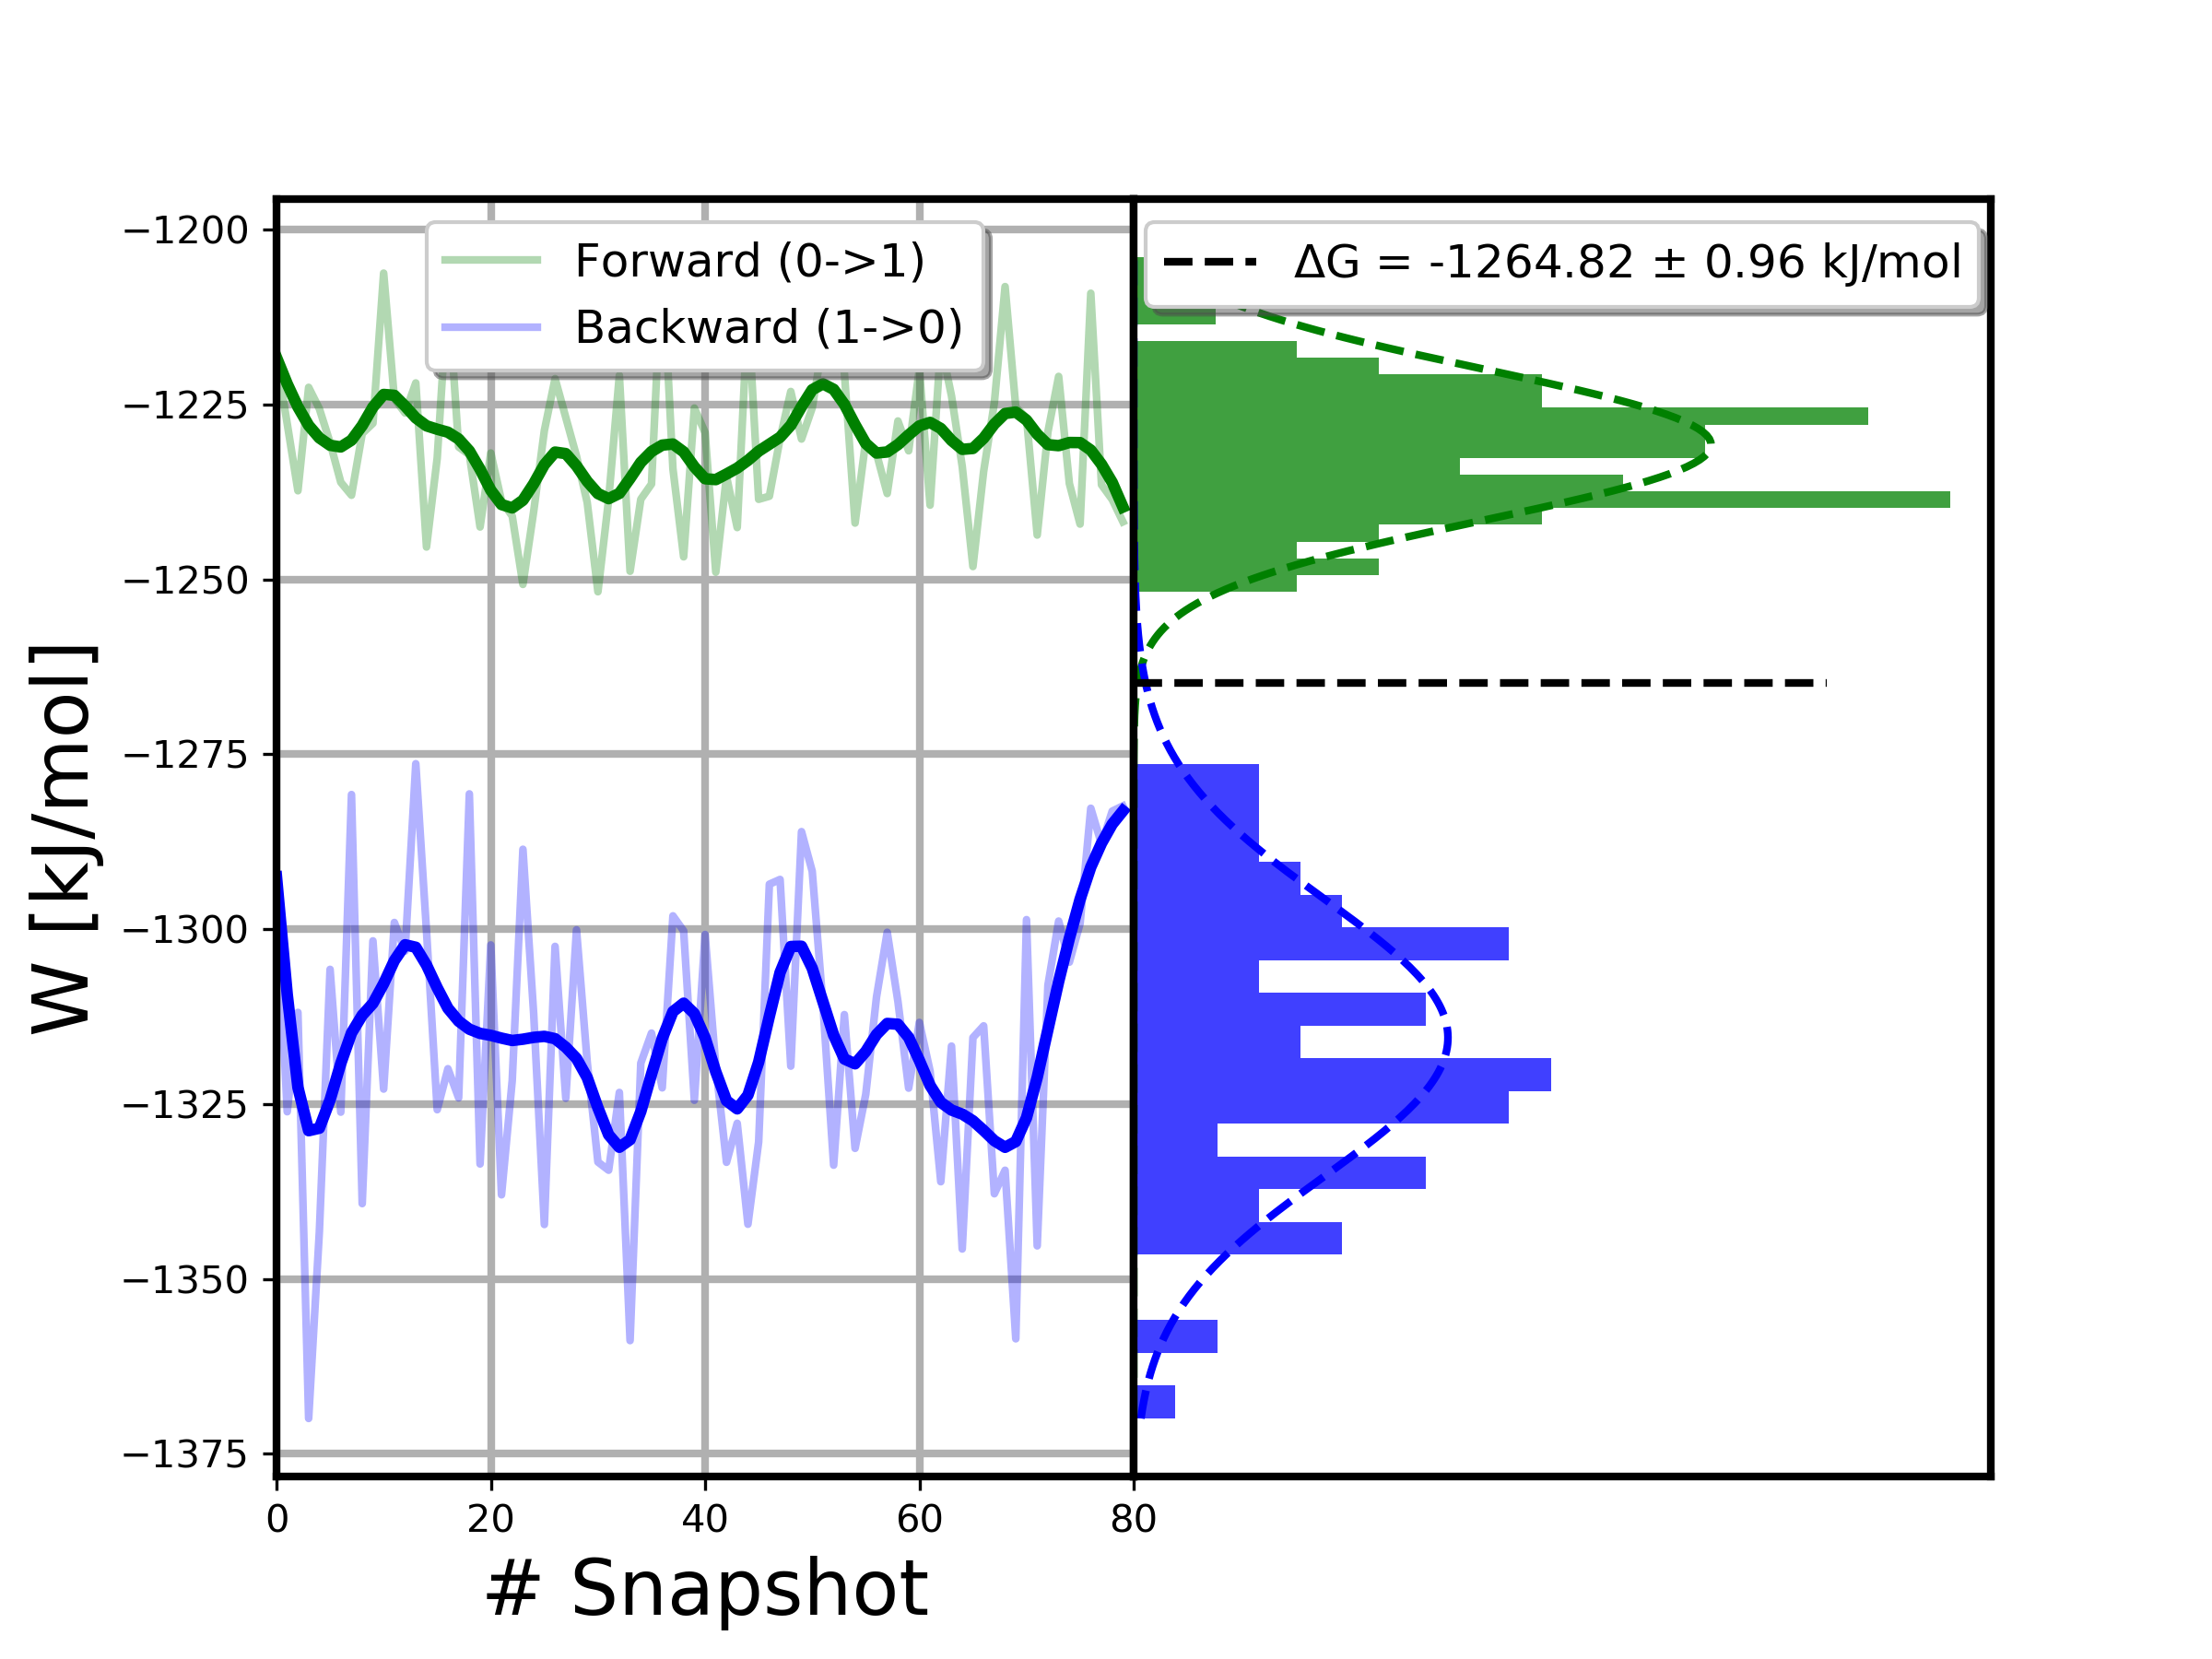 −1200
−1225
−1250
−1275
−1300
−1325
−1350
−1375
W [kJ/mol]
0 20 40 60 80
# Snapshot
Forward (0->1)
Backward (1->0)
ΔG = -1264.82 ± 0.96 kJ/mol